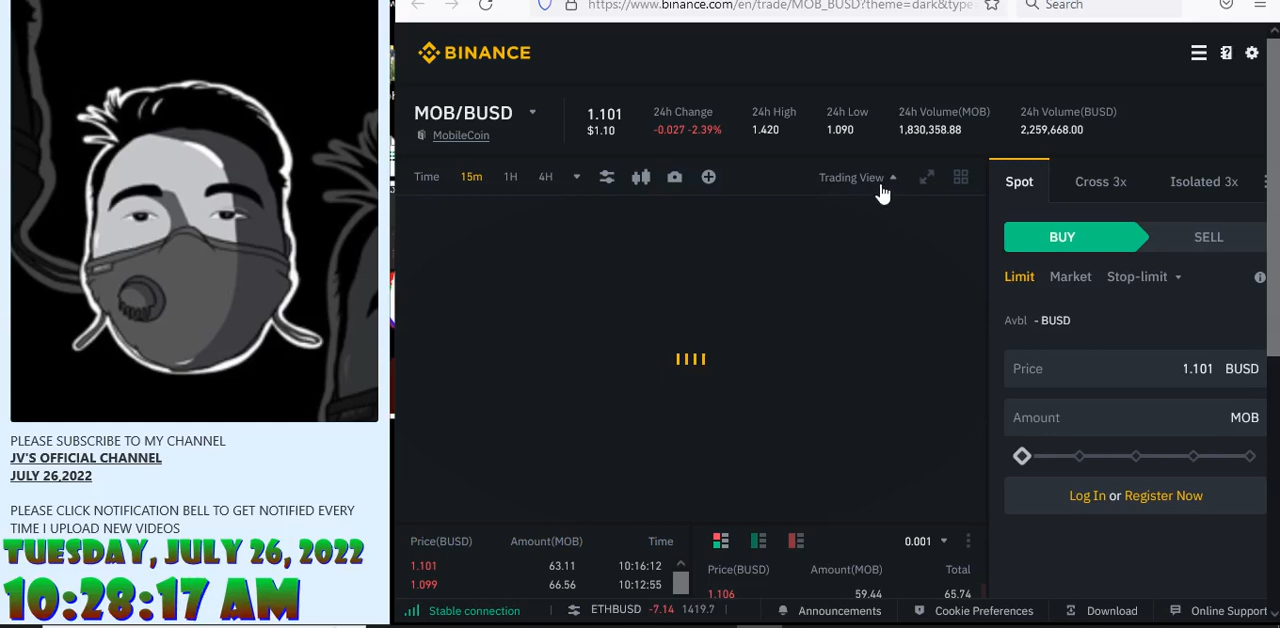 https://www.binance.com/en/trade/MOB_BUSD?theme=dark&type
Search
BINANCE
MOB/BUSD
MobileCoin
1.101
$1.10
24h Change
-0.027 -2.39%
24h High
1.420
24h Low
1.090
24h Volume(MOB)
1,830,358.88
24h Volume(BUSD)
2,259,668.00
Time 15m 1H 4H
Trading View
Spot Cross 3x Isolated 3x
BUY SELL
Limit Market Stop-limit
Avbl - BUSD
Price 1.101 BUSD
Amount MOB
Log In or Register Now
Price(BUSD) Amount(MOB) Time
1.101 63.11 10:16:12
1.099 66.56 10:12:55
0.001
Price(BUSD) Amount(MOB) Total
1.106 59.44 65.74
Stable connection
ETHBUSD -7.14 1419.7
Announcements
Cookie Preferences
Download
Online Support
PLEASE SUBSCRIBE TO MY CHANNEL
JV'S OFFICIAL CHANNEL
JULY 26,2022
PLEASE CLICK NOTIFICATION BELL TO GET NOTIFIED EVERY
TIME I UPLOAD NEW VIDEOS
TUESDAY, JULY 26, 2022
10:28:17 AM